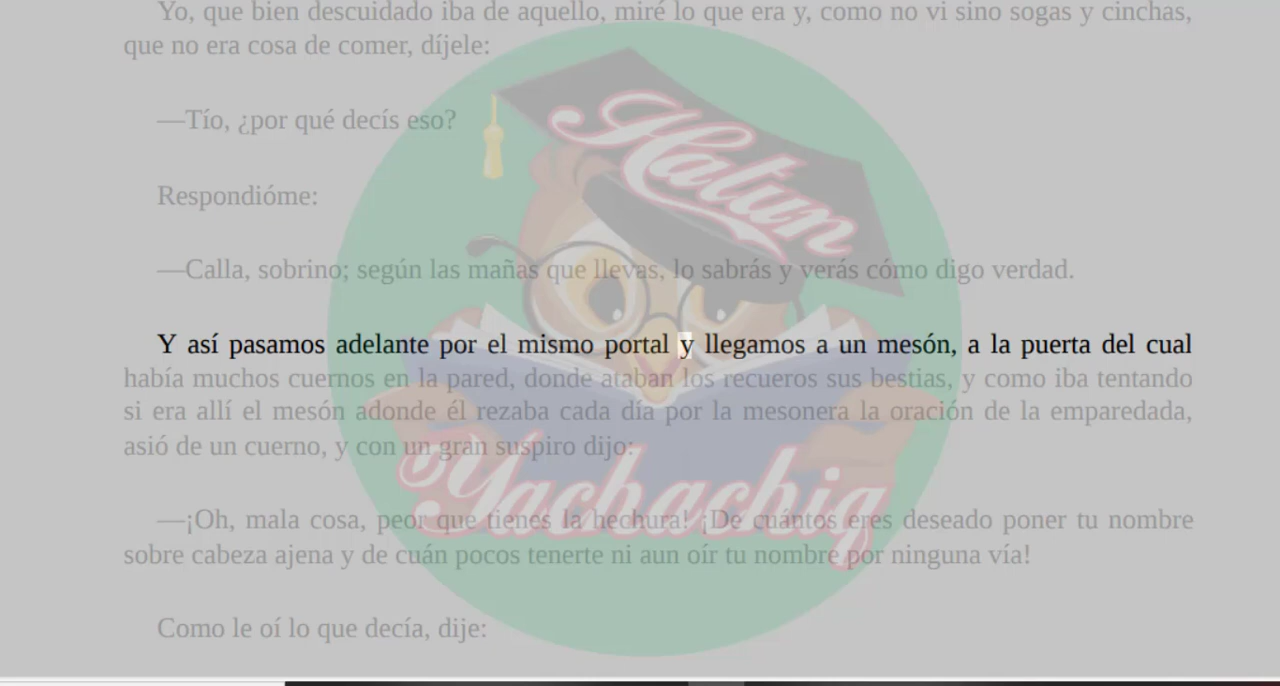 Yo, que bien descuidado iba de aquello, miré lo que era y, como no vi sino sogas y cinchas,
que no era cosa de comer, díjele:
—Tío, ¿por qué decís eso?
Respondióme:
—Calla, sobrino; según las mañas que llevas, lo sabrás y verás cómo digo verdad.
Y así pasamos adelante por el mismo portal y llegamos a un mesón, a la puerta del cual
había muchos cuernos en la pared, donde ataban los recueros sus bestias, y como iba tentando
si era allí el mesón adonde él rezaba cada día por la mesonera la oración de la emparedada,
asió de un cuerno, y con un gran suspiro dijo:
—¡Oh, mala cosa, peor que tienes la hechura! ¡De cuántos eres deseado poner tu nombre
sobre cabeza ajena y de cuán pocos tenerte ni aun oír tu nombre por ninguna vía!
Como le oí lo que decía, dije:
Hatun
Yachachiq